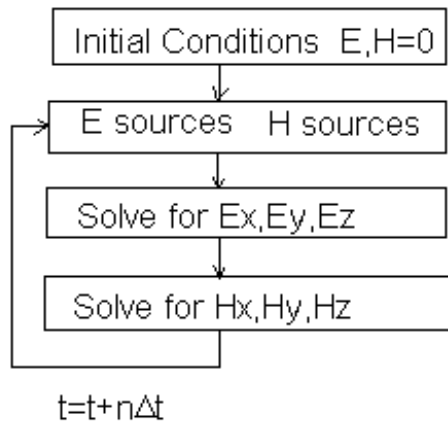 Initial Conditions E,H=0
E sources H sources
Solve for Ex,Ey,Ez
Solve for Hx,Hy,Hz
t=t+nΔt